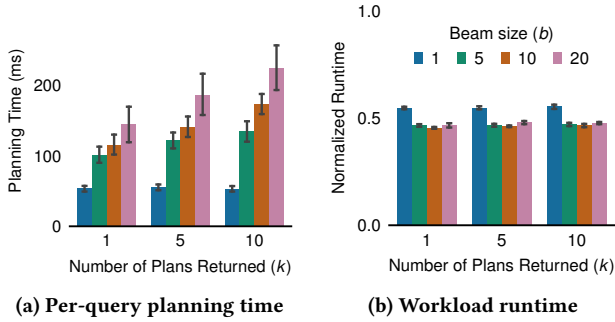 Planning Time (ms)
200
100
0
1 5 10
Number of Plans Returned (k)
(a) Per-query planning time
Normalized Runtime
1.0
0.5
0.0
Beam size (b)
1 5 10 20
1 5 10
Number of Plans Returned (k)
(b) Workload runtime